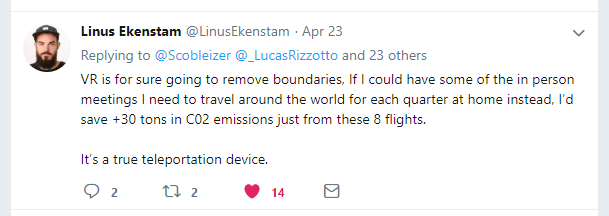 Linus Ekenstam @LinusEkenstam · Apr 23
Replying to @Scobleizer @_LucasRizzotto and 23 others
VR is for sure going to remove boundaries, If I could have some of the in person
meetings I need to travel around the world for each quarter at home instead, I'd
save +30 tons in C02 emissions just from these 8 flights.
It's a true teleportation device.
2 2 14